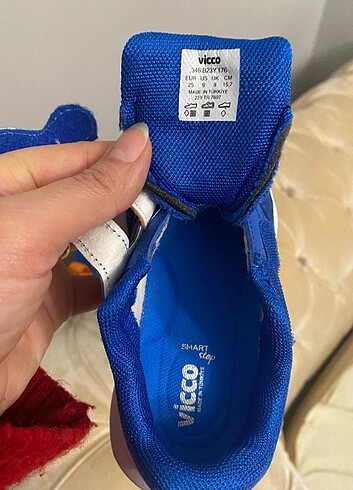 vicco
346.B23Y.176
EUR US UK CM
25 9 8 15,7
MADE IN TÜRKİYE
SMART
step
vicco
MADE IN TÜRKİYE